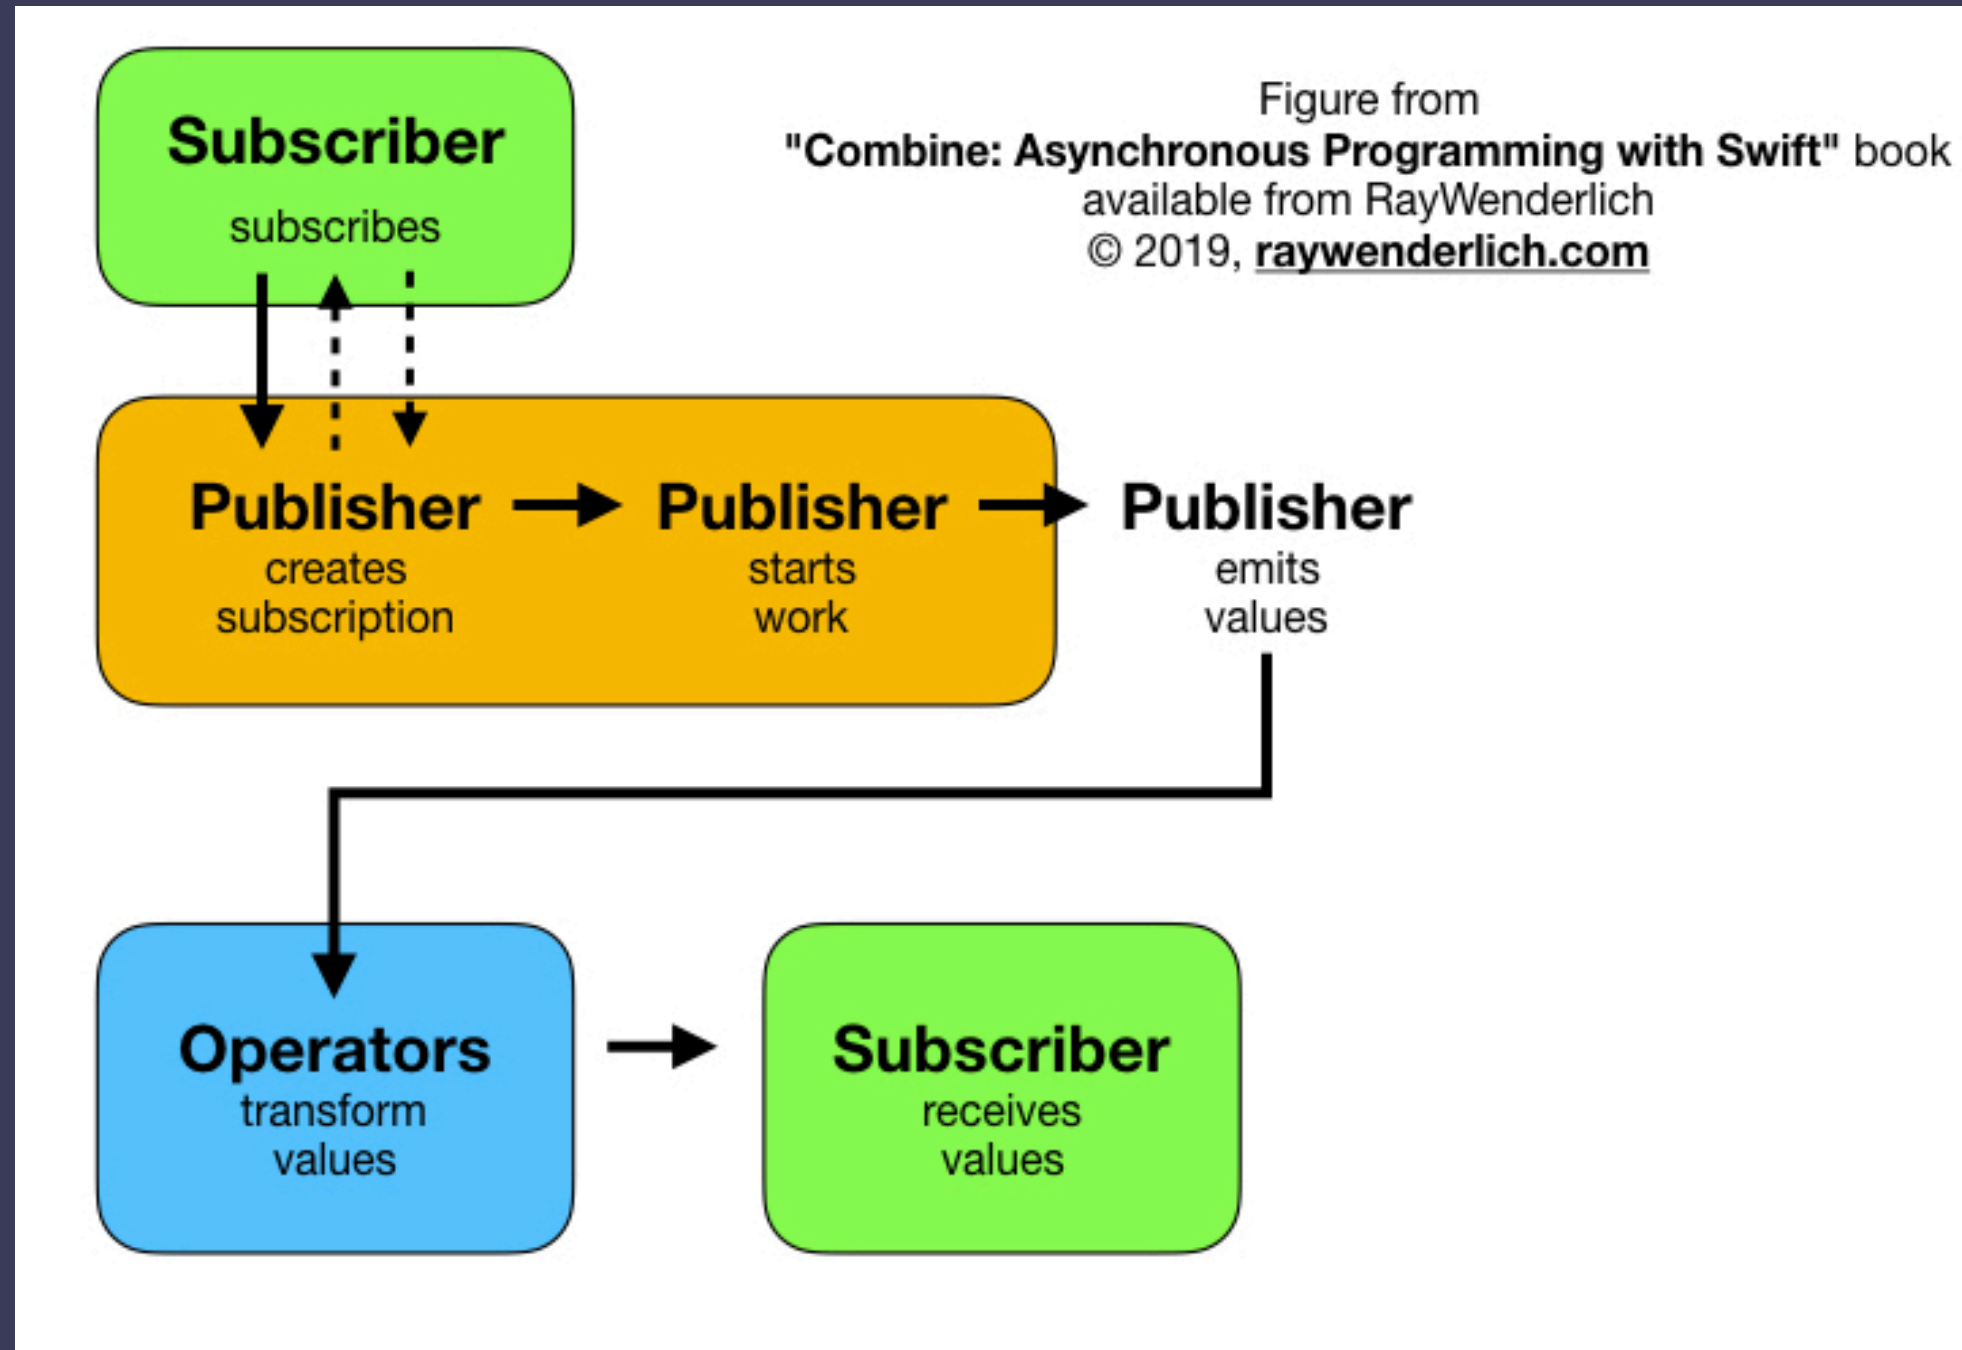 Subscriber
subscribes
Figure from
"Combine: Asynchronous Programming with Swift" book
available from RayWenderlich
© 2019, raywenderlich.com
Publisher
creates
subscription
Publisher
starts
work
Publisher
emits
values
Operators
transform
values
Subscriber
receives
values